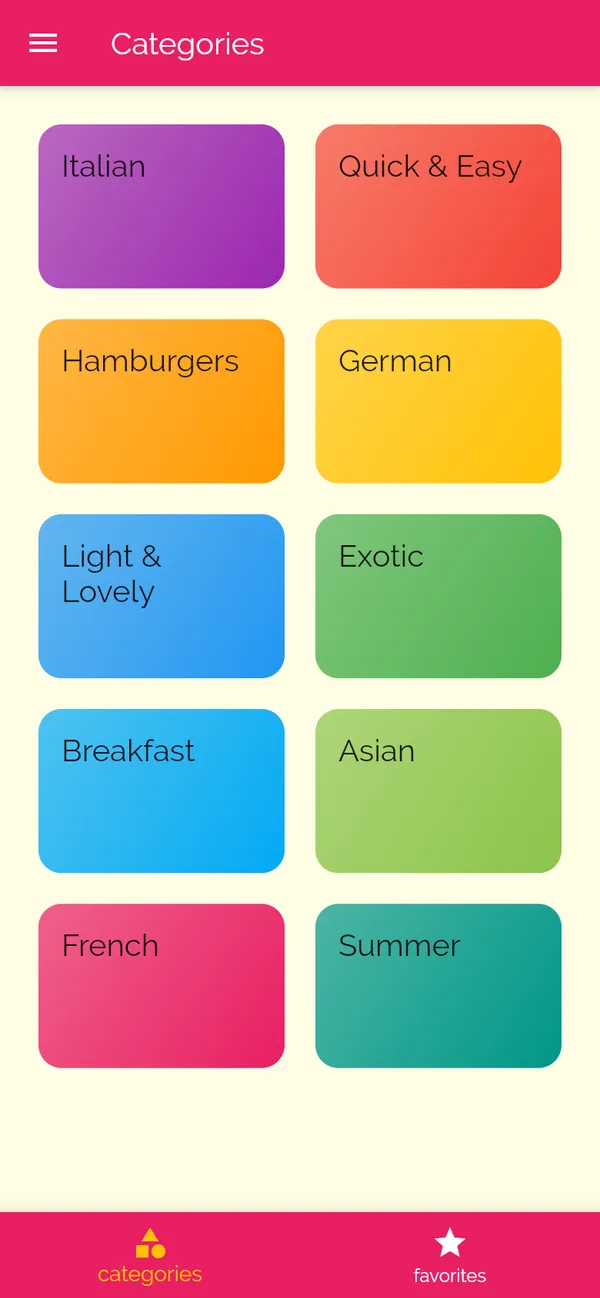 Categories
Italian
Quick & Easy
Hamburgers
German
Light &
Lovely
Exotic
Breakfast
Asian
French
Summer
categories
favorites